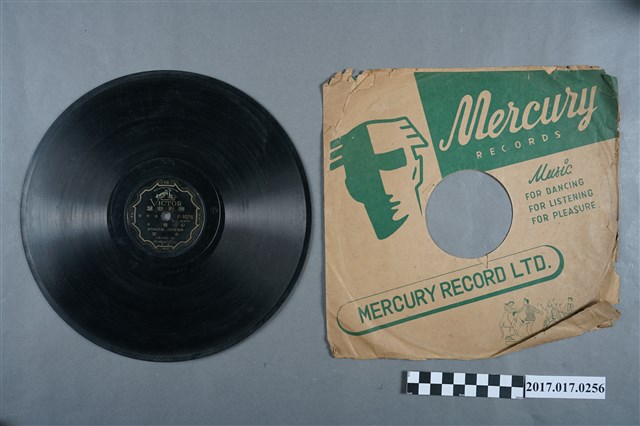 VICTOR
Mercury
RECORDS
Music
FOR DANCING
FOR LISTENING
FOR PLEASURE
MERCURY RECORD LTD.
2017.017.0256